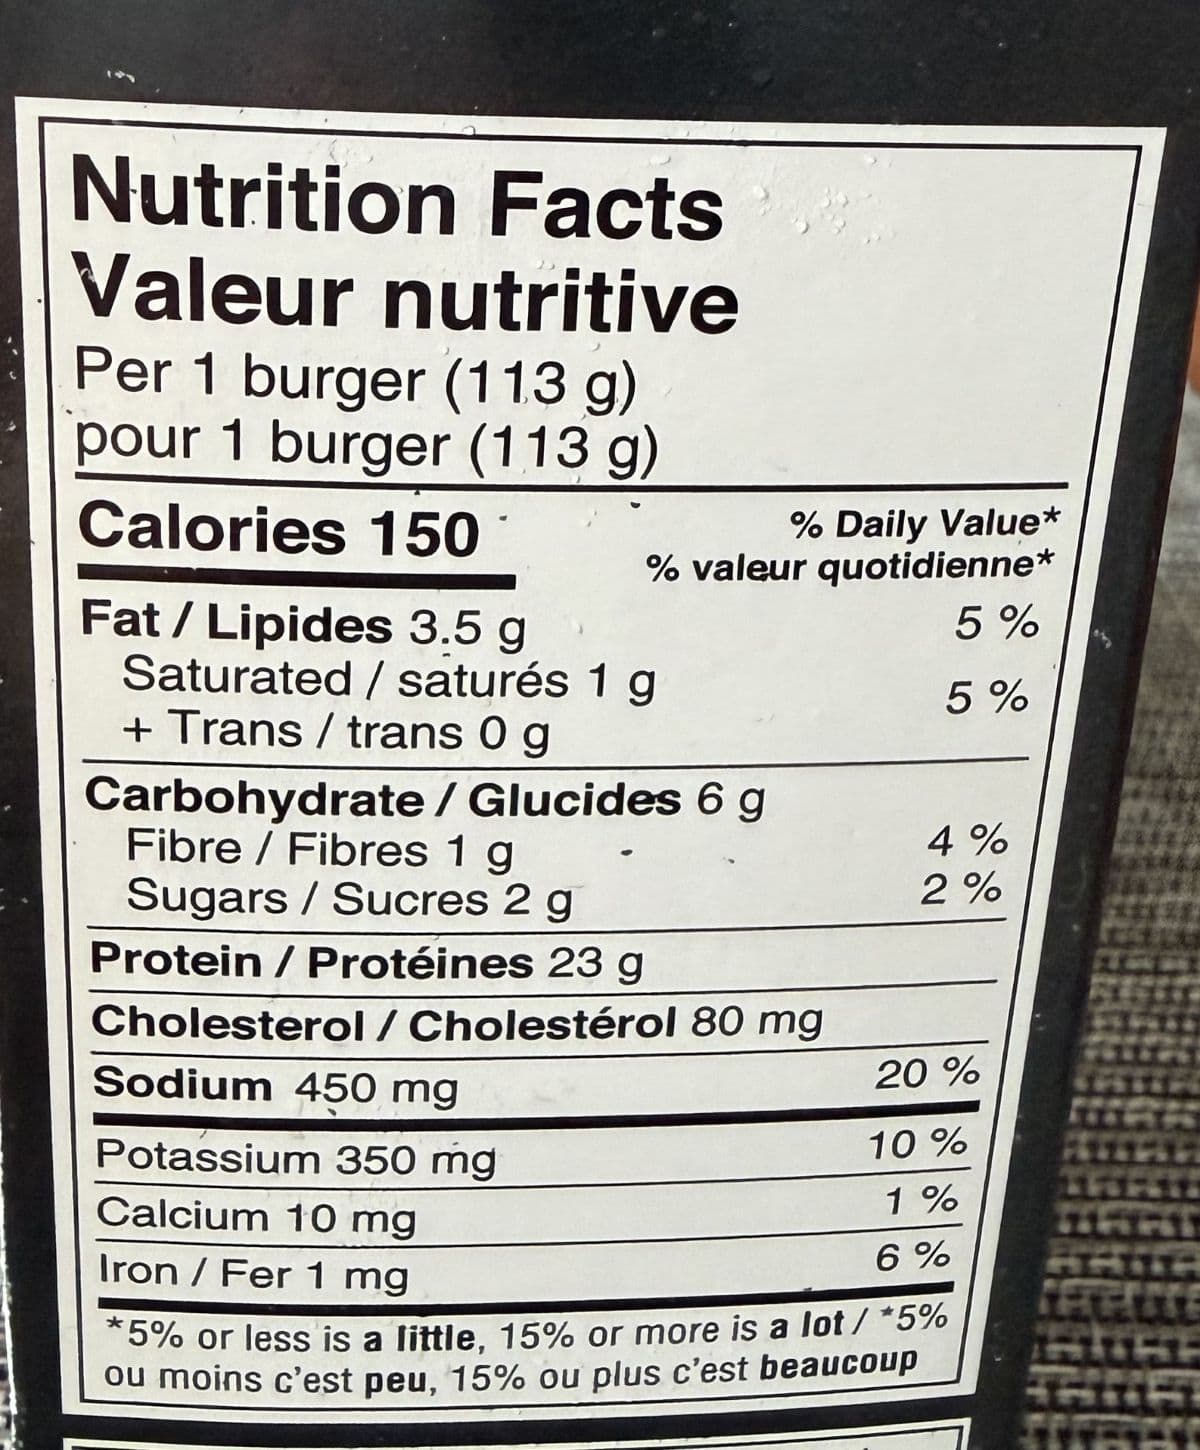 Nutrition Facts
Valeur nutritive
Per 1 burger (113 g)
pour 1 burger (113 g)
Calories 150
% Daily Value*
% valeur quotidienne*
Fat / Lipides 3.5 g 5 %
Saturated / saturés 1 g 5 %
+ Trans / trans 0 g
Carbohydrate / Glucides 6 g
Fibre / Fibres 1 g 4 %
Sugars / Sucres 2 g 2 %
Protein / Protéines 23 g
Cholesterol / Cholestérol 80 mg
Sodium 450 mg 20 %
Potassium 350 mg 10 %
Calcium 10 mg 1 %
Iron / Fer 1 mg 6 %
*5% or less is a little, 15% or more is a lot / *5%
ou moins c'est peu, 15% ou plus c'est beaucoup